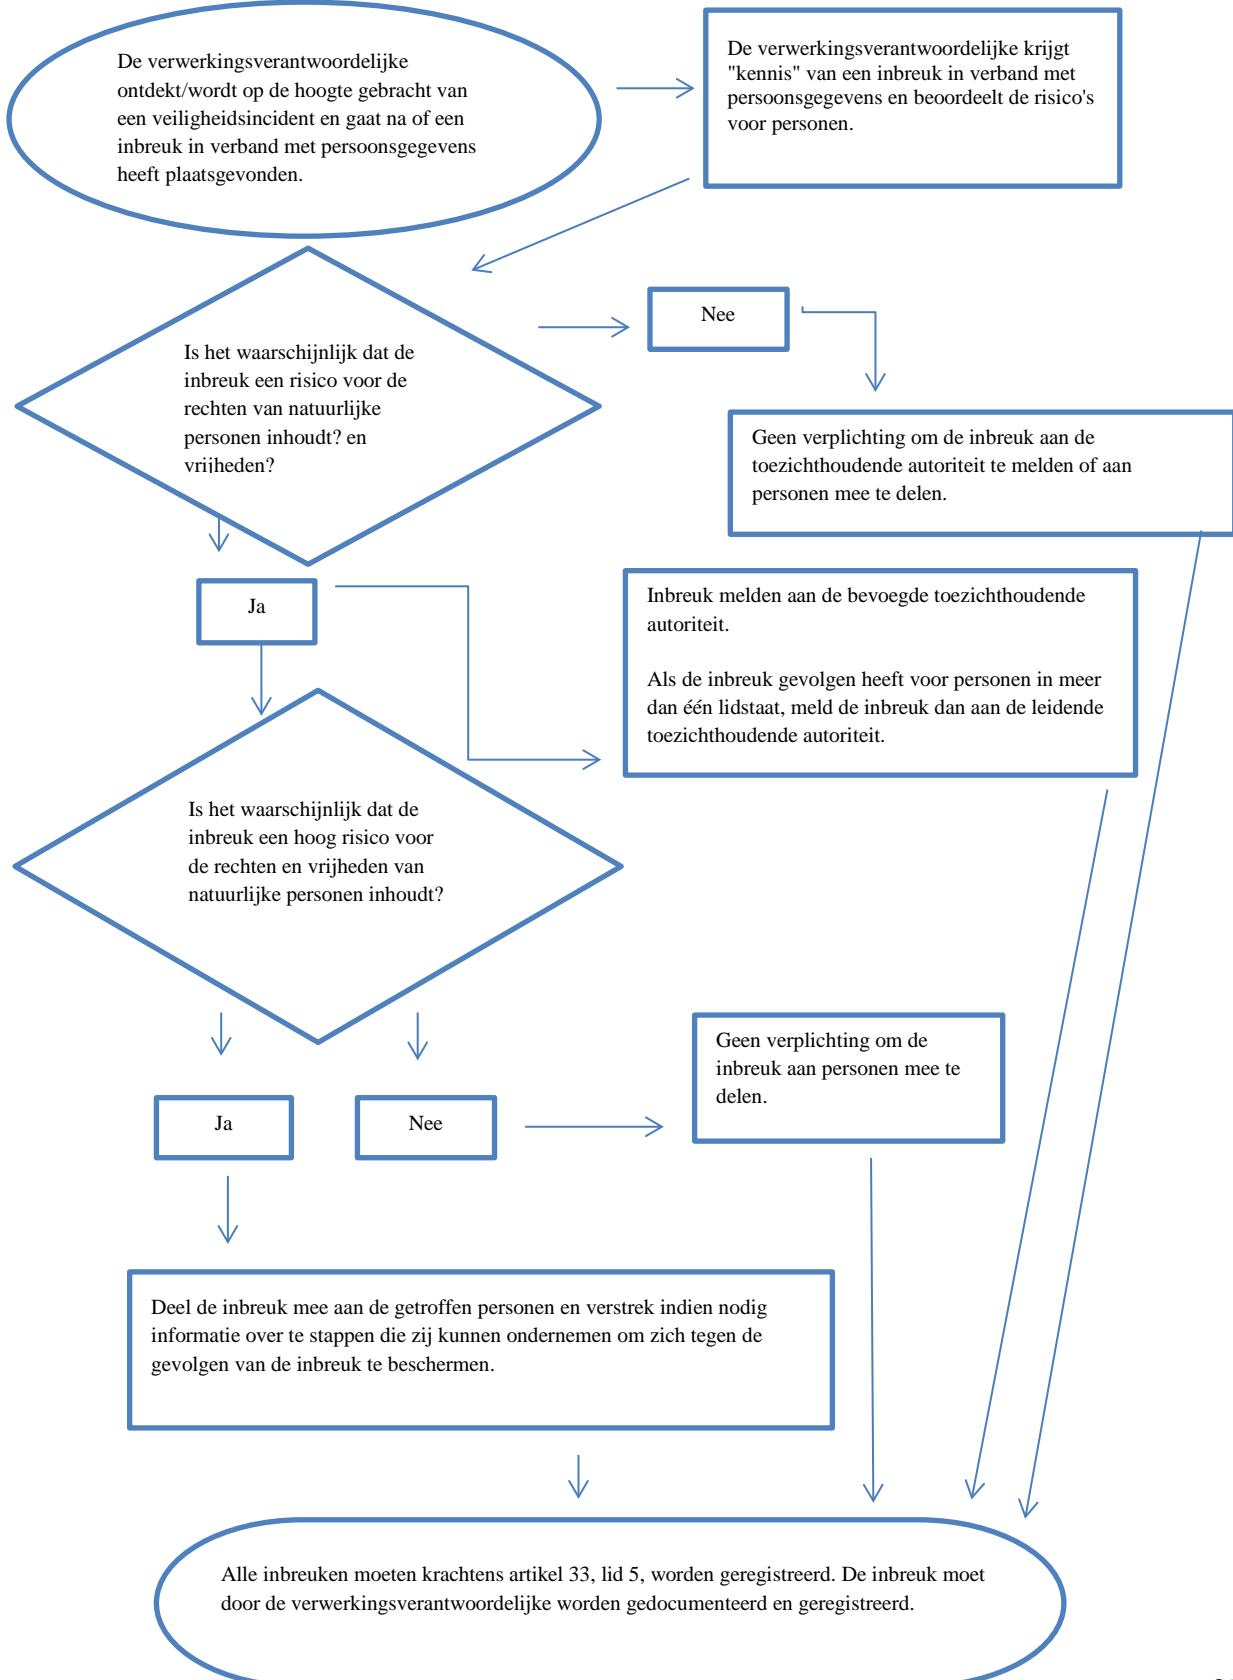 De verwerkingsverantwoordelijke
ontdekt/wordt op de hoogte gebracht van
een veiligheidsincident en gaat na of een
inbreuk in verband met persoonsgegevens
heeft plaatsgevonden.
De verwerkingsverantwoordelijke krijgt
"kennis" van een inbreuk in verband met
persoonsgegevens en beoordeelt de risico's
voor personen.
Is het waarschijnlijk dat de
inbreuk een risico voor de
rechten van natuurlijke
personen inhoudt? en
vrijheden?
Nee
Geen verplichting om de inbreuk aan de
toezichthoudende autoriteit te melden of aan
personen mee te delen.
Ja
Inbreuk melden aan de bevoegde toezichthoudende
autoriteit.
Als de inbreuk gevolgen heeft voor personen in meer
dan één lidstaat, meld de inbreuk dan aan de leidende
toezichthoudende autoriteit.
Is het waarschijnlijk dat de
inbreuk een hoog risico voor
de rechten en vrijheden van
natuurlijke personen inhoudt?
Ja
Nee
Geen verplichting om de
inbreuk aan personen mee te
delen.
Deel de inbreuk mee aan de getroffen personen en verstrek indien nodig
informatie over te stappen die zij kunnen ondernemen om zich tegen de
gevolgen van de inbreuk te beschermen.
Alle inbreuken moeten krachtens artikel 33, lid 5, worden geregistreerd. De inbreuk moet
door de verwerkingsverantwoordelijke worden gedocumenteerd en geregistreerd.